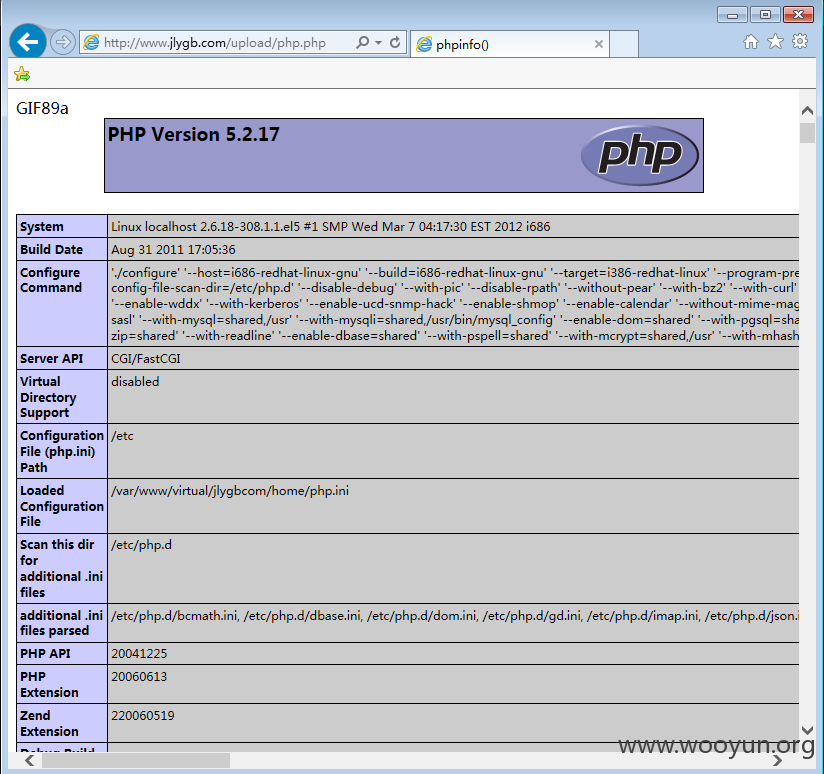 http://www.jlygb.com/upload/php.php
phpinfo()
GIF89a
PHP Version 5.2.17
php
System
Linux localhost 2.6.18-308.1.1.el5 #1 SMP Wed Mar 7 04:17:30 EST 2012 i686
Build Date
Aug 31 2011 17:05:36
Configure
Command
'./configure' '--host=i686-redhat-linux-gnu' '--build=i686-redhat-linux-gnu' '--target=i386-redhat-linux' '--program-pre
config-file-scan-dir=/etc/php.d' '--disable-debug' '--with-pic' '--disable-rpath' '--without-pear' '--with-bz2' '--with-curl'
'--enable-wddx' '--with-kerberos' '--enable-ucd-snmp-hack' '--enable-shmop' '--enable-calendar' '--without-mime-mag
sasl' '--with-mysql=shared,/usr' '--with-mysqli=shared,/usr/bin/mysql_config' '--enable-dom=shared' '--with-pgsql=sha
zip=shared' '--with-readline' '--enable-dbase=shared' '--with-pspell=shared' '--with-mcrypt=shared,/usr' '--with-mhash
Server API
CGI/FastCGI
Virtual
Directory
Support
disabled
Configuration
File (php.ini)
Path
/etc
Loaded
Configuration
File
/var/www/virtual/jlygbcom/home/php.ini
Scan this dir
for
additional .ini
files
/etc/php.d
additional .ini
files parsed
/etc/php.d/bcmath.ini, /etc/php.d/dbase.ini, /etc/php.d/dom.ini, /etc/php.d/gd.ini, /etc/php.d/imap.ini, /etc/php.d/json.i
PHP API
20041225
PHP
Extension
20060613
Zend
Extension
220060519
Debug Build
www.wooyun.org